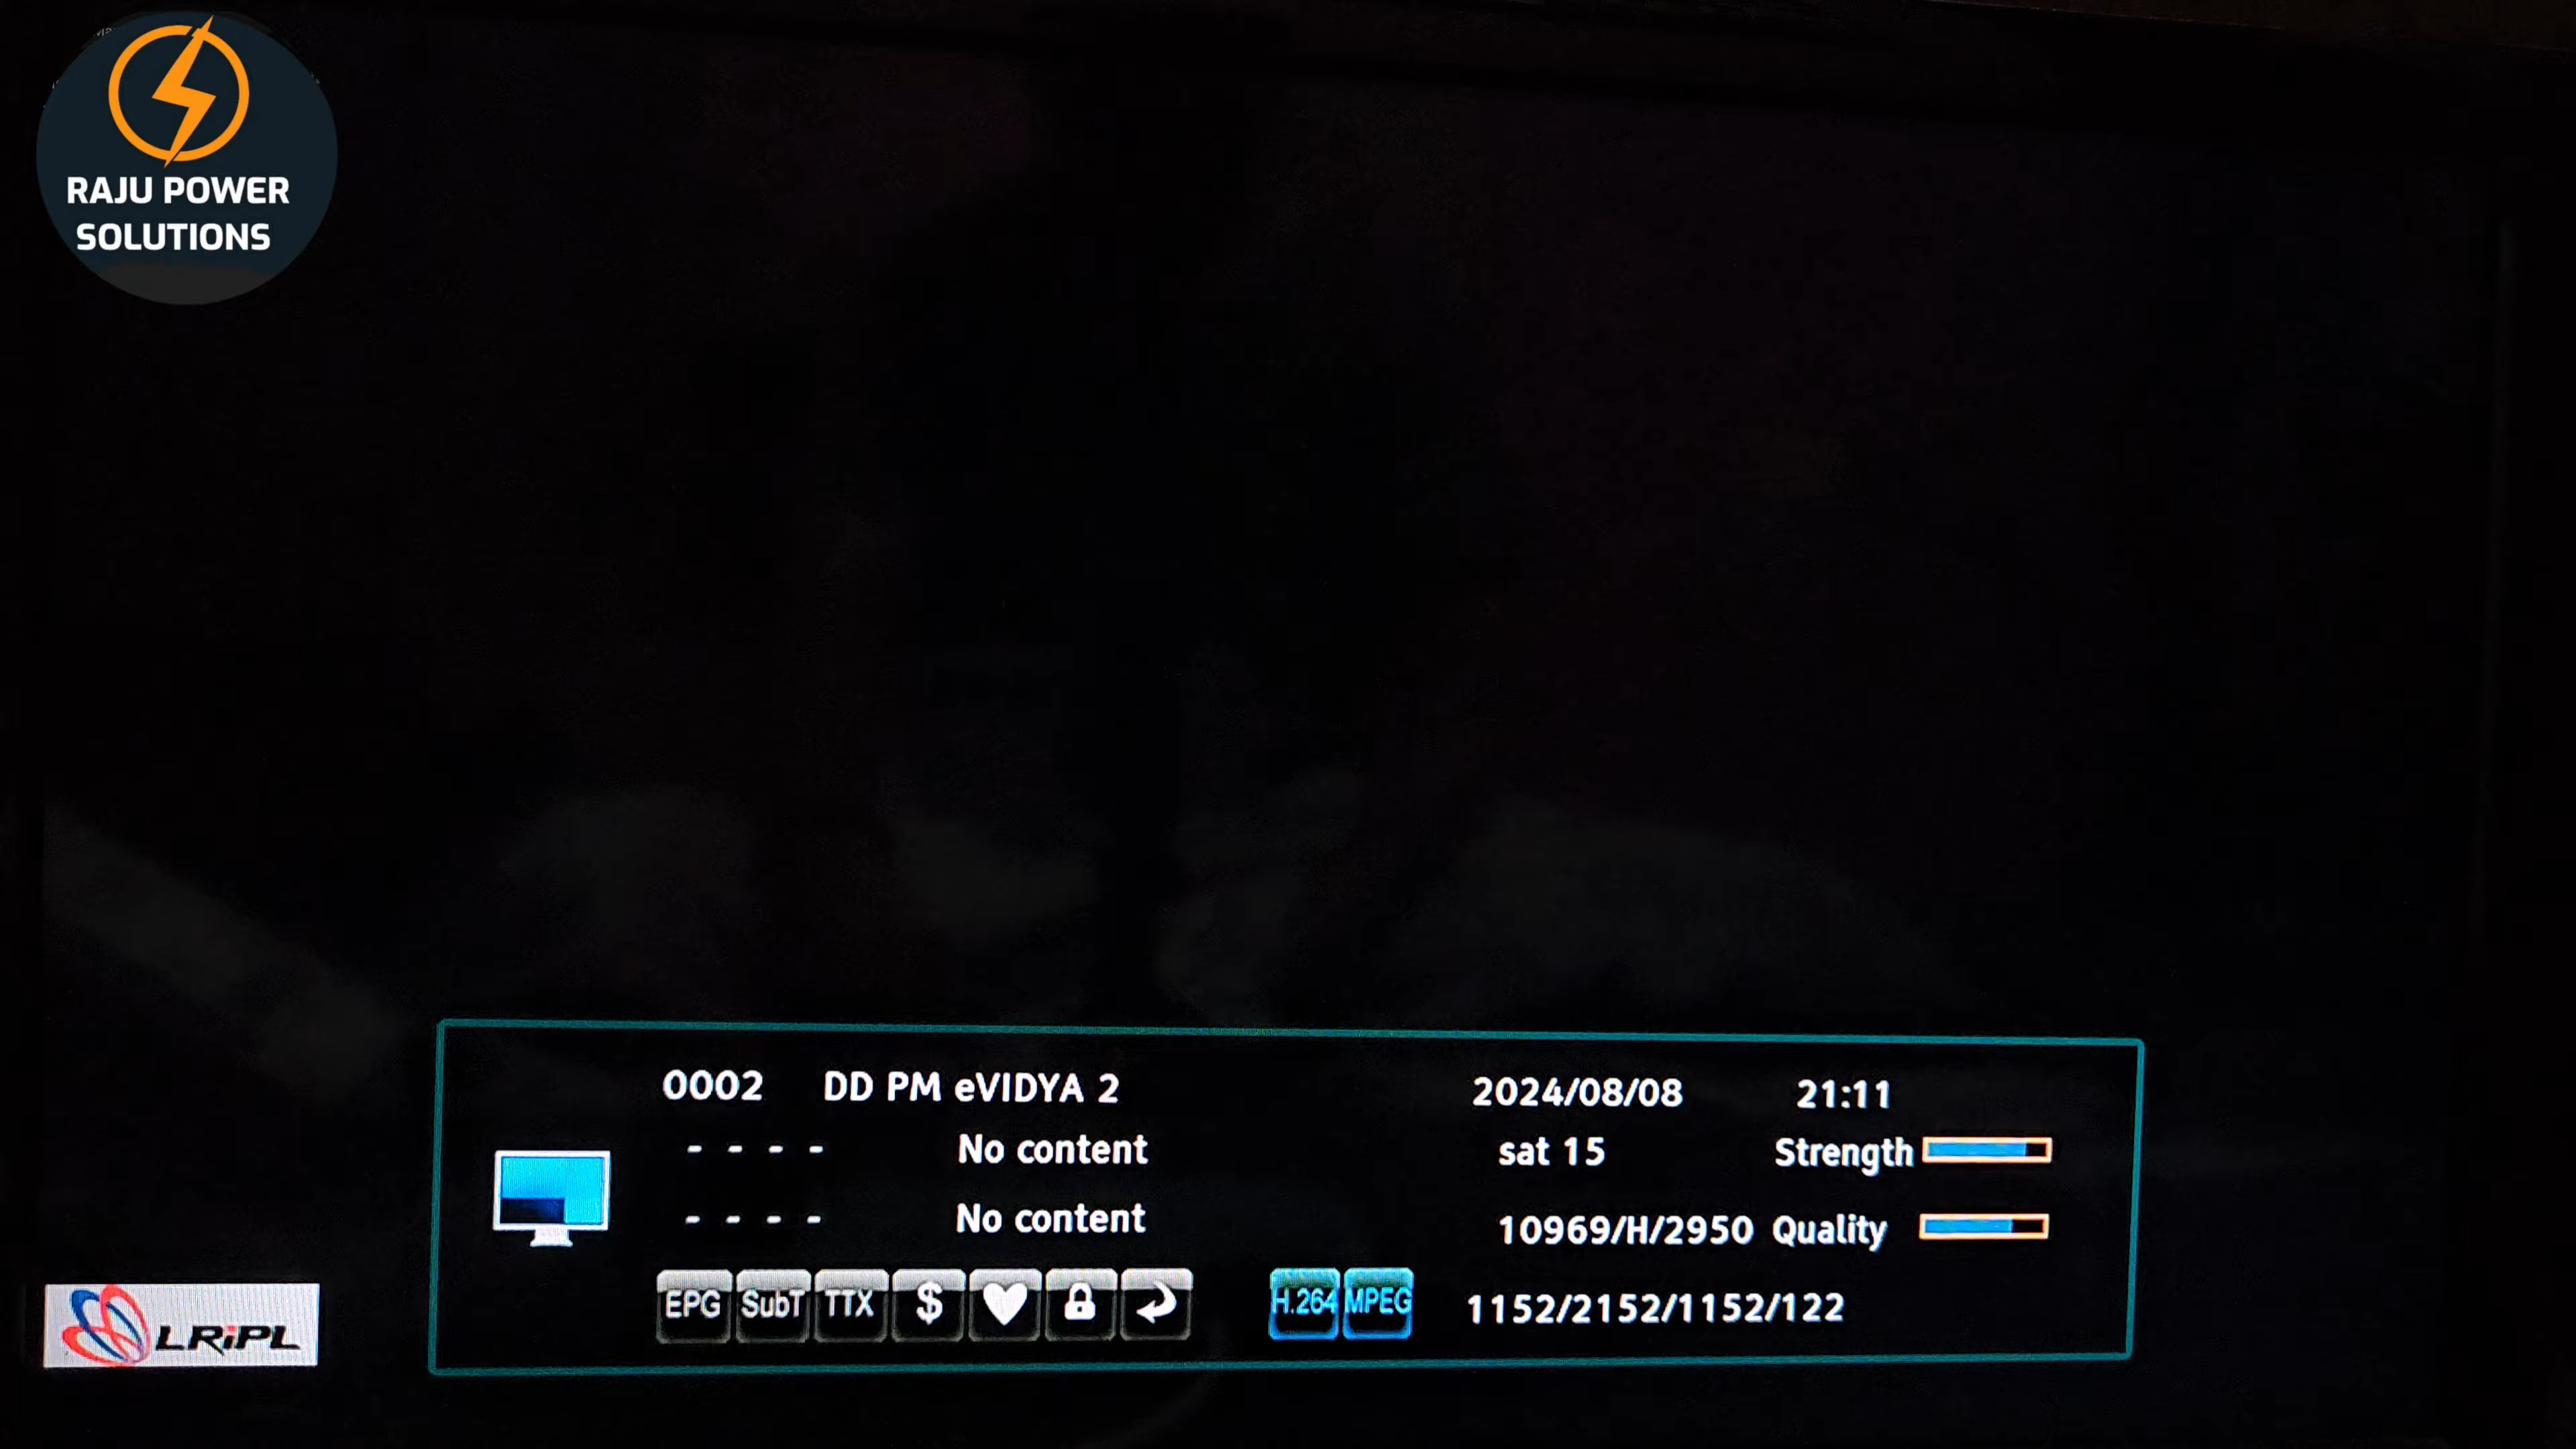 RAJU POWER
SOLUTIONS
0002 DD PM eVIDYA 2 2024/08/08 21:11
- - - - No content sat 15 Strength
- - - - No content 10969/H/2950 Quality
EPG SubT TTX $ H.264 MPEG 1152/2152/1152/122
LRiPL